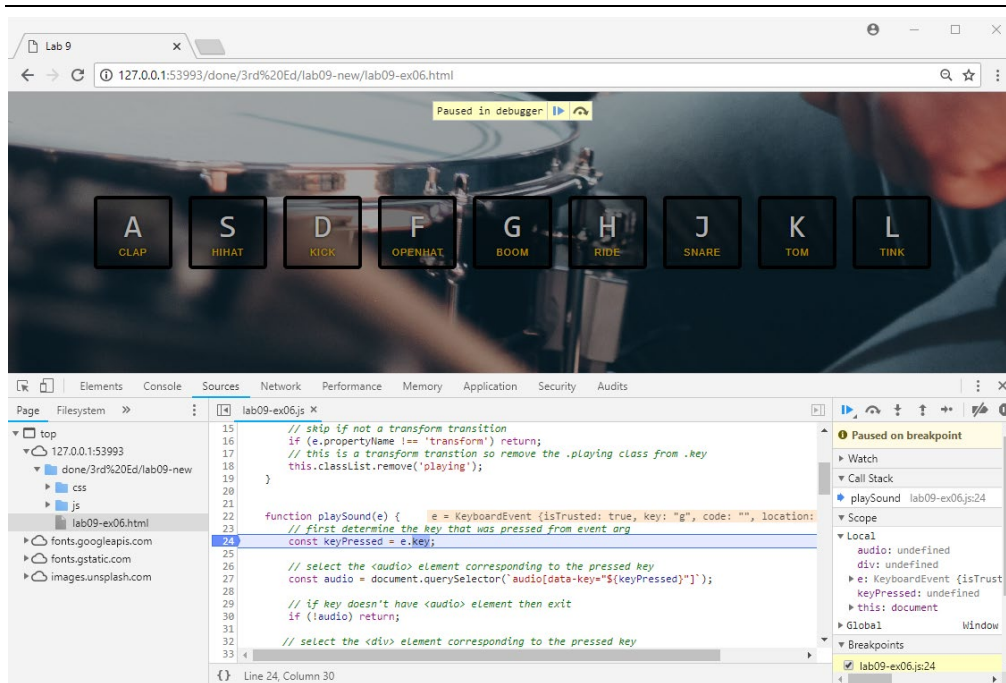 Lab 9
127.0.0.1:53993/done/3rd%20Ed/lab09-new/lab09-ex06.html
Paused in debugger
A S D F G H J K L
CLAP HIHAT KICK OPENHAT BOOM RIDE SNARE TOM TINK
Elements Console Sources Network Performance Memory Application Security Audits
Page Filesystem »
top
127.0.0.1:53993
done/3rd%20Ed/lab09-new
css
js
lab09-ex06.html
fonts.googleapis.com
fonts.gstatic.com
images.unsplash.com
lab09-ex06.js ×
15 // skip if not a transform transition
16 if (e.propertyName !== 'transform') return;
17 // this is a transform transtion so remove the .playing class from .key
18 this.classList.remove('playing');
19 }
20
21
22 function playSound(e) { e = KeyboardEvent {isTrusted: true, key: "g", code: "", location:
23 // first determine the key that was pressed from event arg
24 const keyPressed = e.key;
25
26 // select the <audio> element corresponding to the pressed key
27 const audio = document.querySelector(`audio[data-key="${keyPressed}"]`);
28
29 // if key doesn't have <audio> element then exit
30 if (!audio) return;
31
32 // select the <div> element corresponding to the pressed key
33
{} Line 24, Column 30
Paused on breakpoint
Watch
Call Stack
playSound lab09-ex06.js:24
Scope
Local
audio: undefined
div: undefined
e: KeyboardEvent {isTrust
keyPressed: undefined
this: document
Global Window
Breakpoints
lab09-ex06.js:24